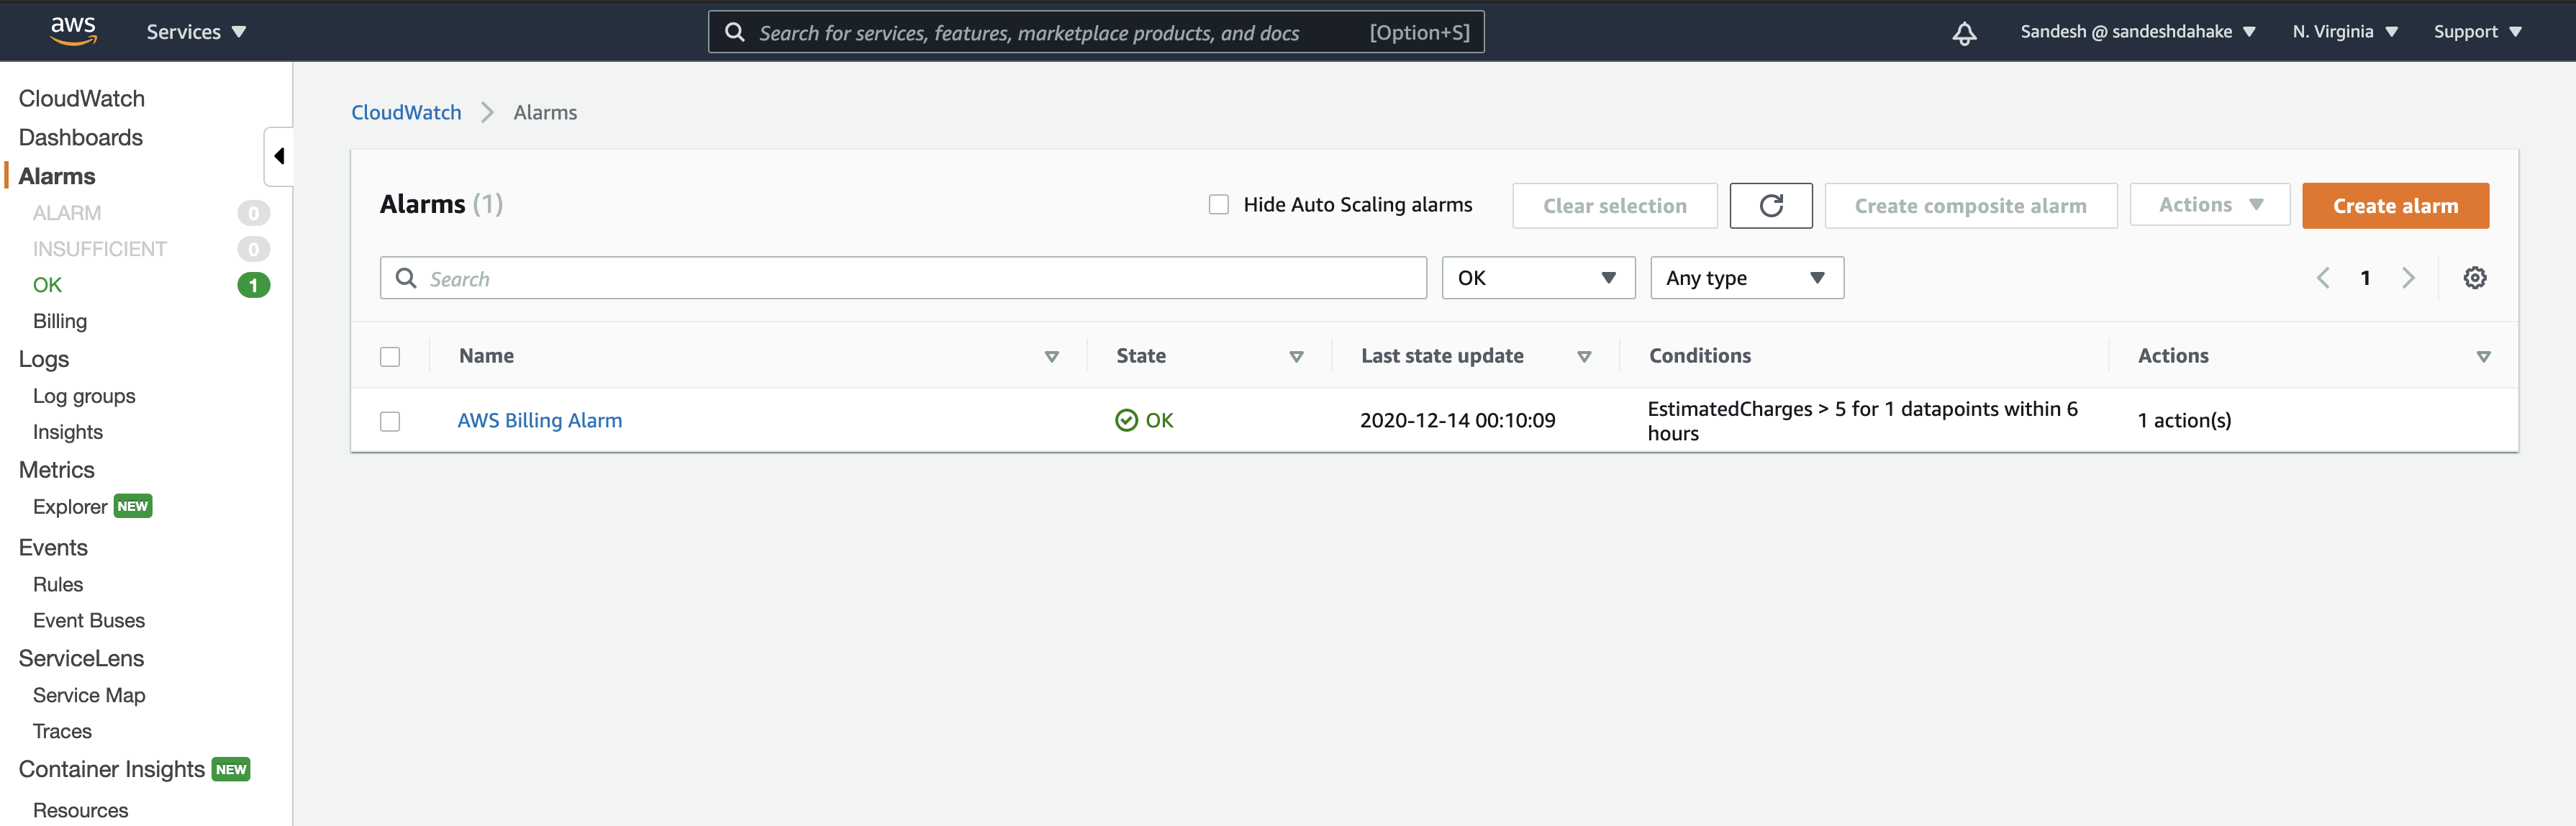 aws
Services
Search for services, features, marketplace products, and docs [Option+S]
Sandesh @ sandeshdahake
N. Virginia
Support
CloudWatch
Dashboards
Alarms
ALARM 0
INSUFFICIENT 0
OK 1
Billing
Logs
Log groups
Insights
Metrics
Explorer NEW
Events
Rules
Event Buses
ServiceLens
Service Map
Traces
Container Insights NEW
Resources
CloudWatch Alarms
Alarms (1)
Hide Auto Scaling alarms
Clear selection
Create composite alarm
Actions
Create alarm
Search
OK
Any type
1
Name State Last state update Conditions Actions
AWS Billing Alarm OK 2020-12-14 00:10:09 EstimatedCharges > 5 for 1 datapoints within 6
hours
1 action(s)